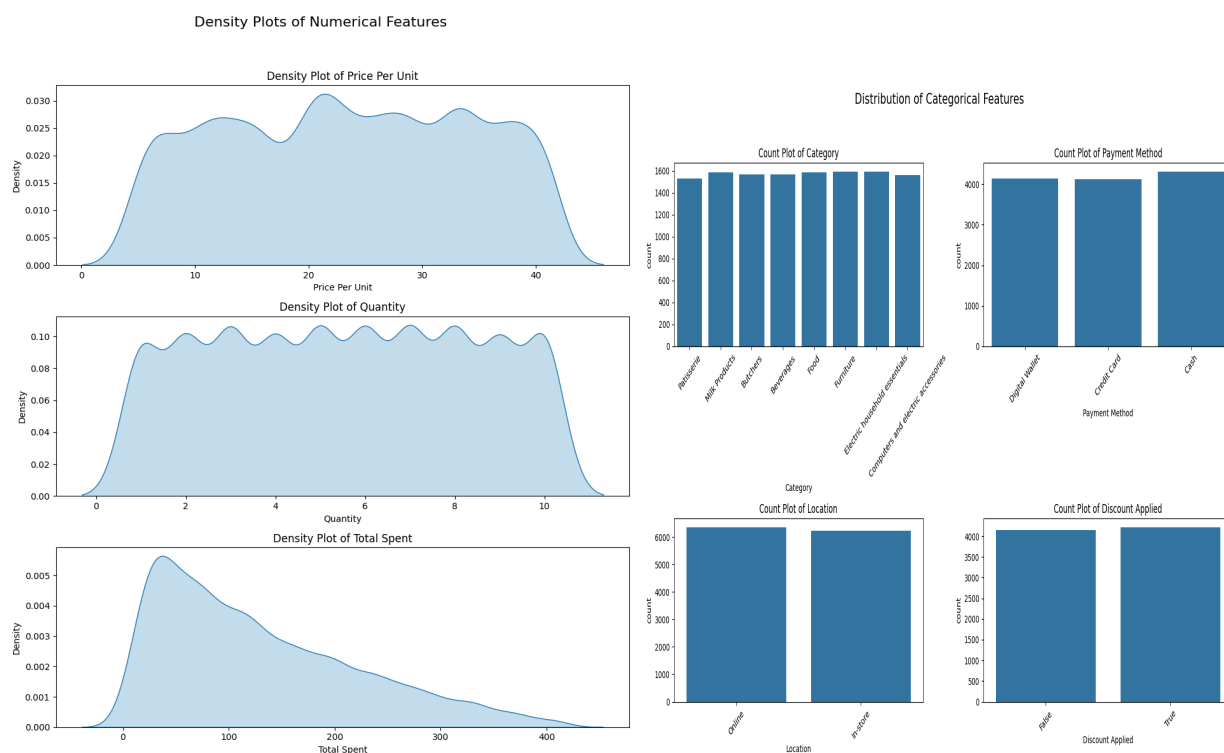 Density Plots of Numerical Features
Density Plot of Price Per Unit
0.030
0.025
0.020
0.015
0.010
0.005
0.000
Density
0 10 20 30 40
Price Per Unit
Density Plot of Quantity
0.10
0.08
0.06
0.04
0.02
0.00
Density
0 2 4 6 8 10
Quantity
Density Plot of Total Spent
0.005
0.004
0.003
0.002
0.001
0.000
Density
0 100 200 300 400
Total Spent
Distribution of Categorical Features
Count Plot of Category
1600
1400
1200
1000
800
600
400
200
0
count
Patisserie
Milk Products
Butchers
Beverages
Food
Furniture
Electric household essentials
Computers and electric accessories
Category
Count Plot of Payment Method
4000
3000
2000
1000
0
count
Digital Wallet
Credit Card
Cash
Payment Method
Count Plot of Location
6000
5000
4000
3000
2000
1000
0
count
Online
In-store
Location
Count Plot of Discount Applied
4000
3500
3000
2500
2000
1500
1000
500
0
count
False
True
Discount Applied